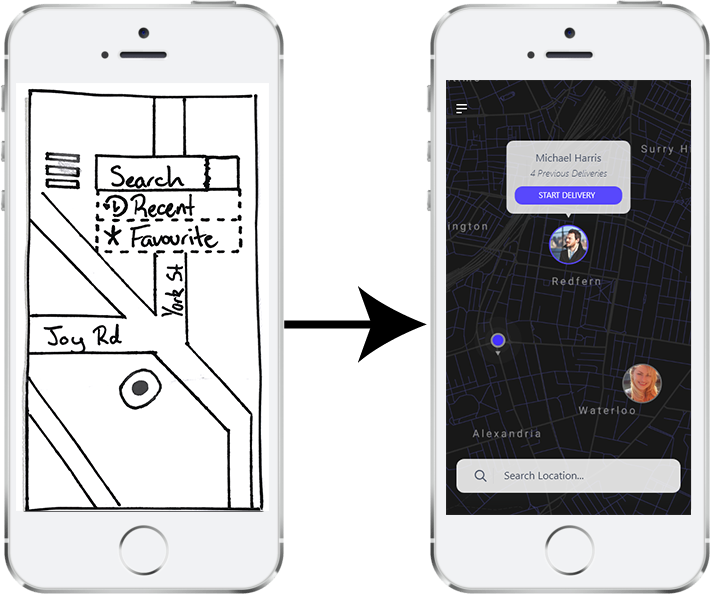 Search
Recent
Favourite
York St
Joy Rd
Surry H
Michael Harris
4 Previous Deliveries
START DELIVERY
ington
Redfern
Waterloo
Alexandria
Search Location...